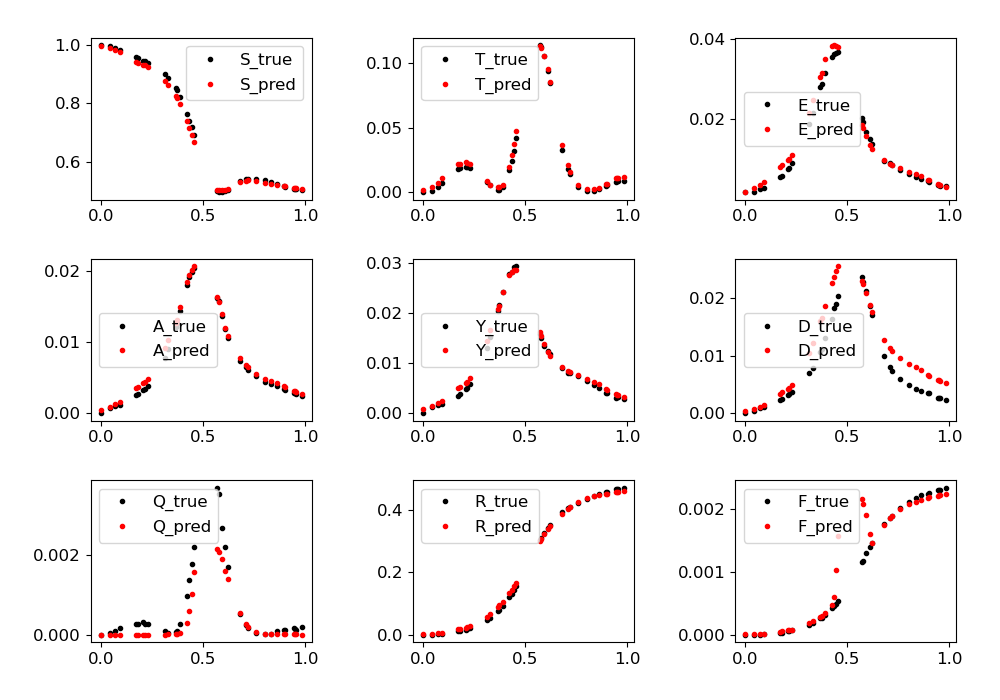 1.0
0.8
0.6
S_true
S_pred
0.0 0.5 1.0
0.10
0.05
0.00
T_true
T_pred
0.0 0.5 1.0
0.04
0.02
E_true
E_pred
0.0 0.5 1.0
0.02
0.01
0.00
A_true
A_pred
0.0 0.5 1.0
0.03
0.02
0.01
0.00
Y_true
Y_pred
0.0 0.5 1.0
0.02
0.01
0.00
D_true
D_pred
0.0 0.5 1.0
0.002
0.000
Q_true
Q_pred
0.0 0.5 1.0
0.4
0.2
0.0
R_true
R_pred
0.0 0.5 1.0
0.002
0.001
0.000
F_true
F_pred
0.0 0.5 1.0